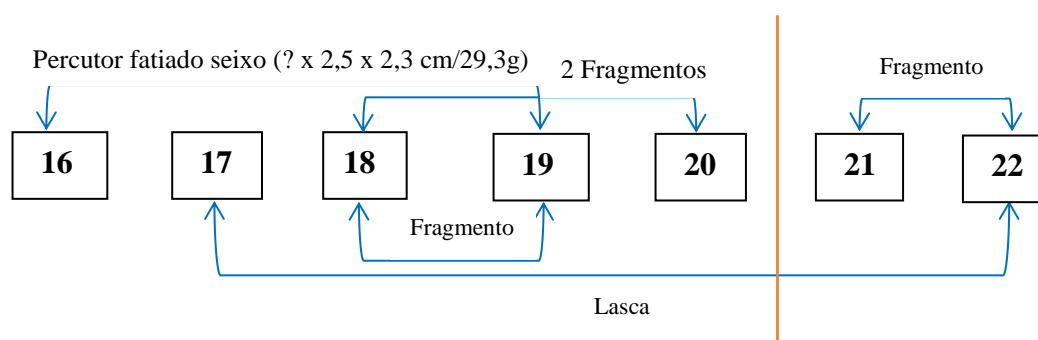 Percutor fatiado seixo (? x 2,5 x 2,3 cm/29,3g)
2 Fragmentos
Fragmento
16
17
18
19
20
21
22
Fragmento
Lasca